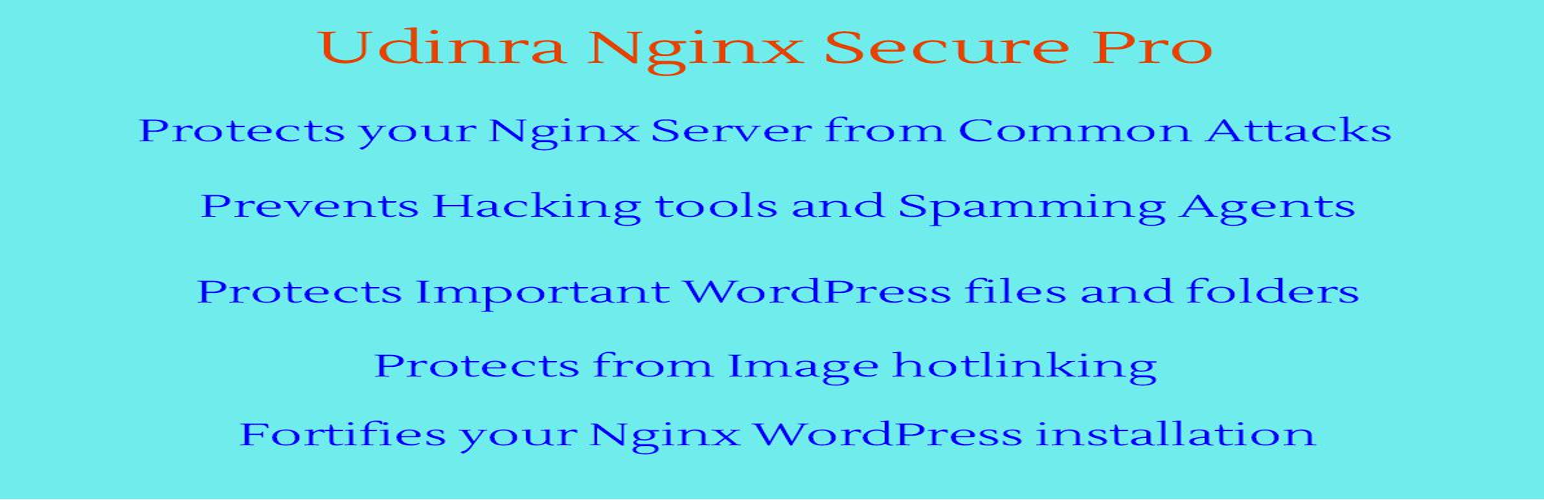 Udinra Nginx Secure Pro
Protects your Nginx Server from Common Attacks
Prevents Hacking tools and Spamming Agents
Protects Important WordPress files and folders
Protects from Image hotlinking
Fortifies your Nginx WordPress installation